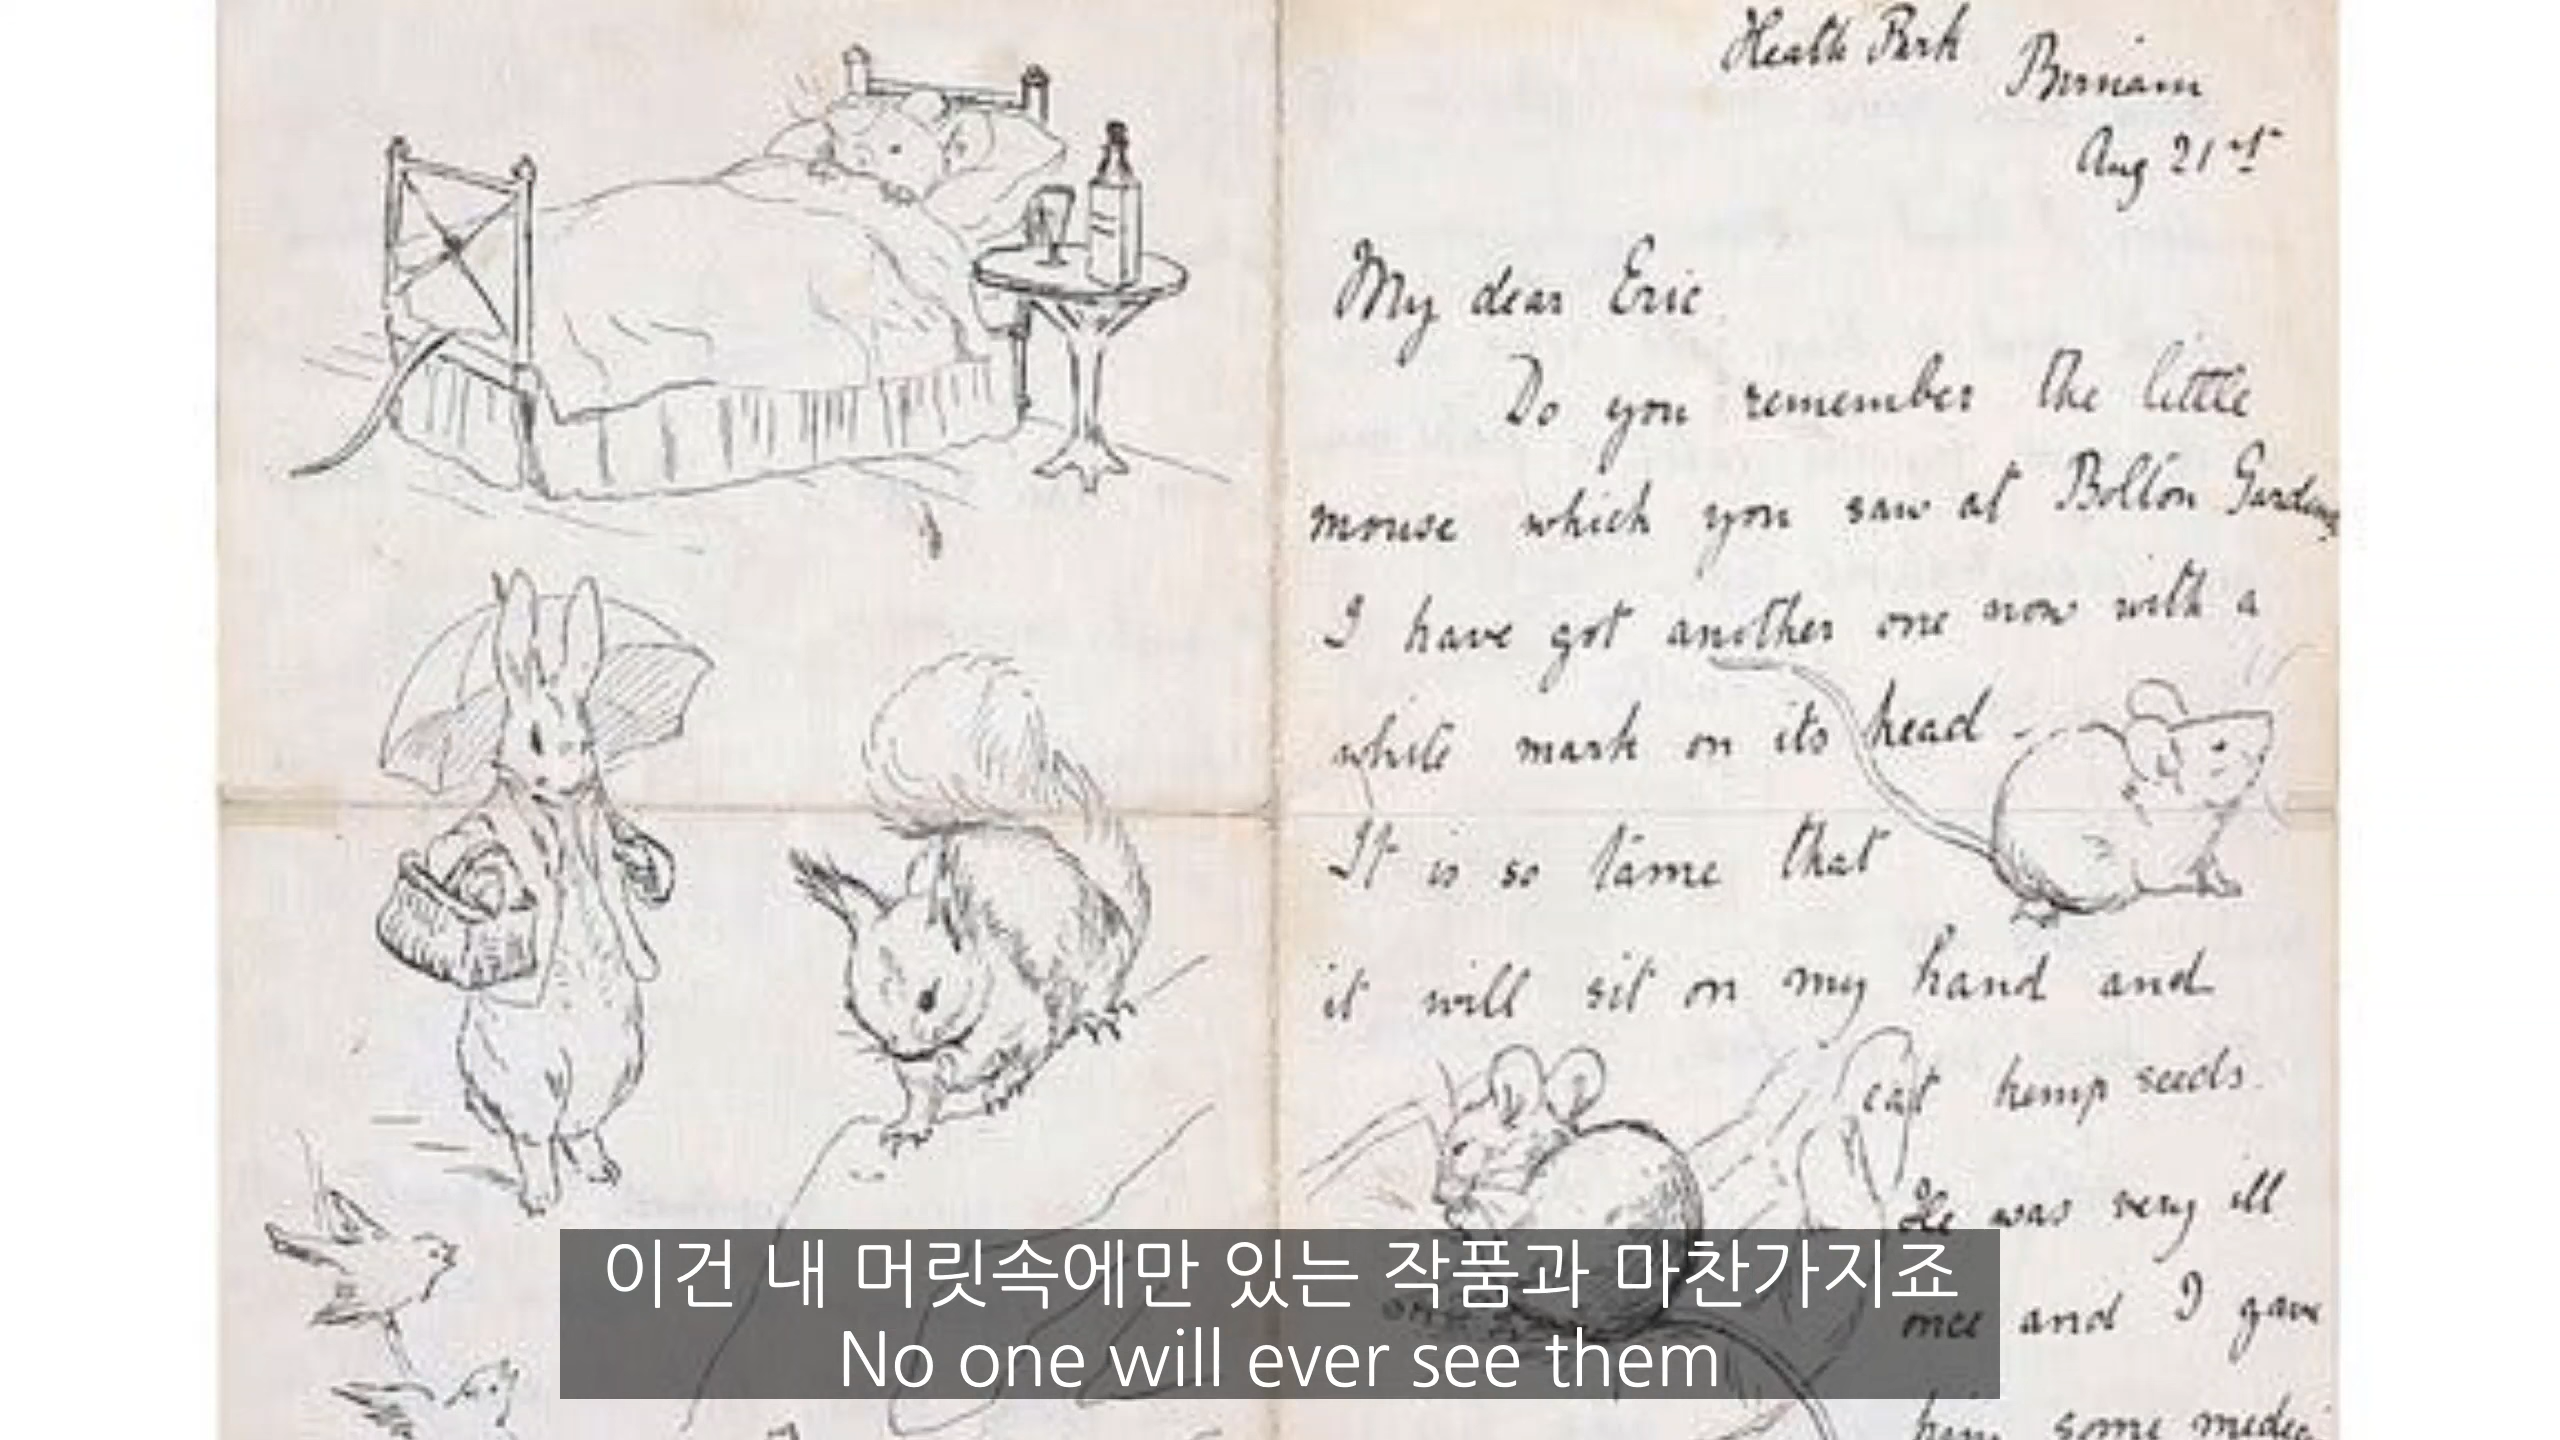 Heath Park
Birnam
Aug 21st
My dear Eric
Do you remember the little
mouse which you saw at Bolton Gardens
I have got another one now with a
white mark on its head
It is so tame that
it will sit on my hand and
eat hemp seeds.
He was very ill
once and I gave
him some medec
이건 내 머릿속에만 있는 작품과 마찬가지죠
No one will ever see them